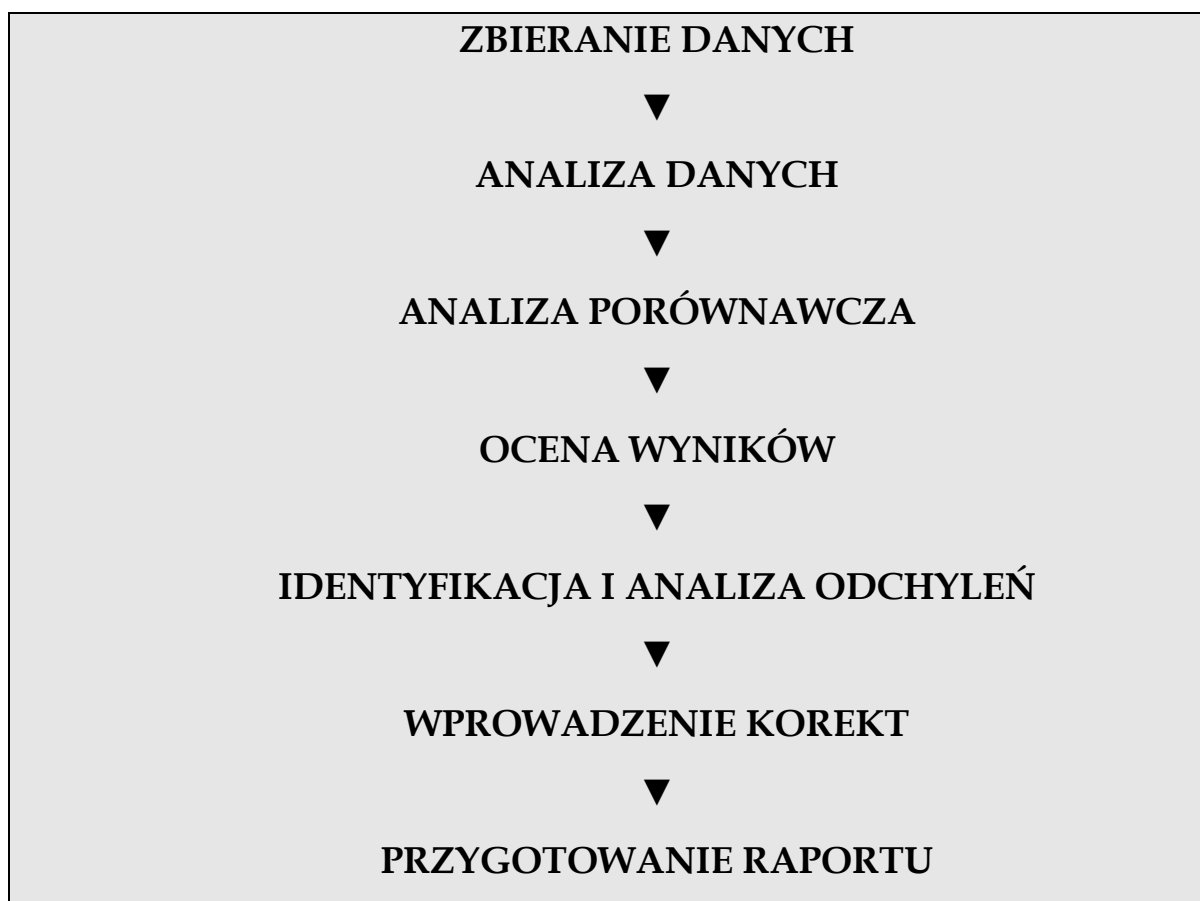 ZBIERANIE DANYCH
▼
ANALIZA DANYCH
▼
ANALIZA PORÓWNAWCZA
▼
OCENA WYNIKÓW
▼
IDENTYFIKACJA I ANALIZA ODCHYLEŃ
▼
WPROWADZENIE KOREKT
▼
PRZYGOTOWANIE RAPORTU